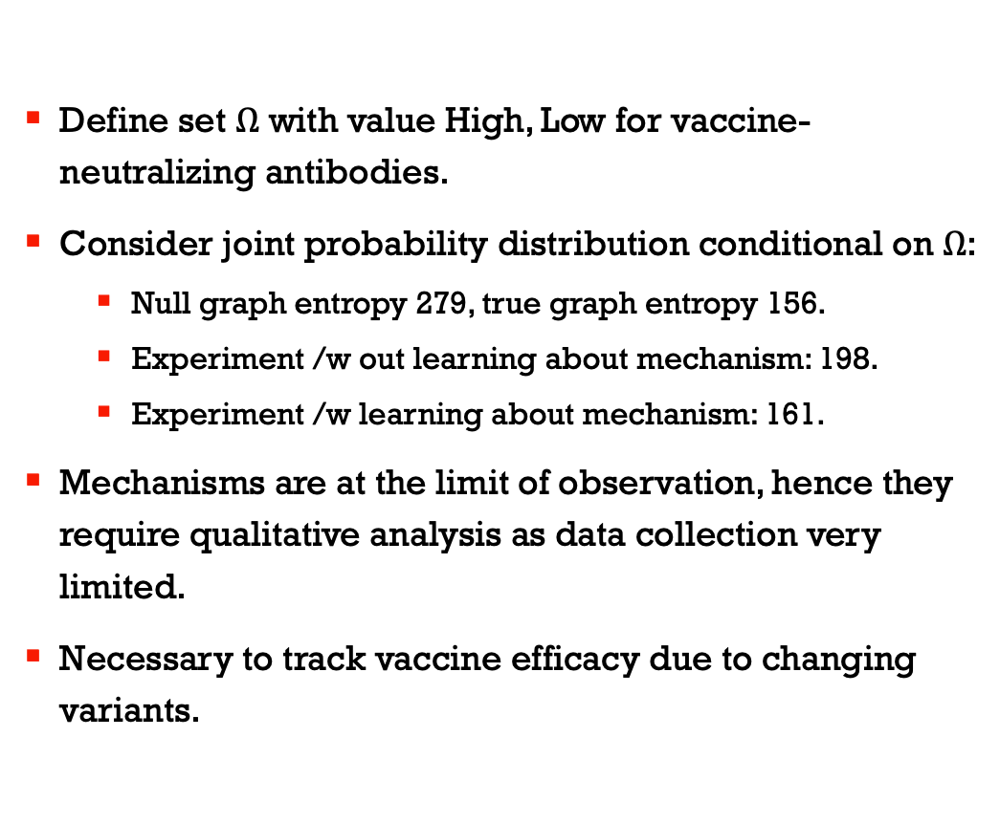 ▪ Define set Ω with value High, Low for vaccine-
neutralizing antibodies.
▪ Consider joint probability distribution conditional on Ω:
▪ Null graph entropy 279, true graph entropy 156.
▪ Experiment /w out learning about mechanism: 198.
▪ Experiment /w learning about mechanism: 161.
▪ Mechanisms are at the limit of observation, hence they
require qualitative analysis as data collection very
limited.
▪ Necessary to track vaccine efficacy due to changing
variants.